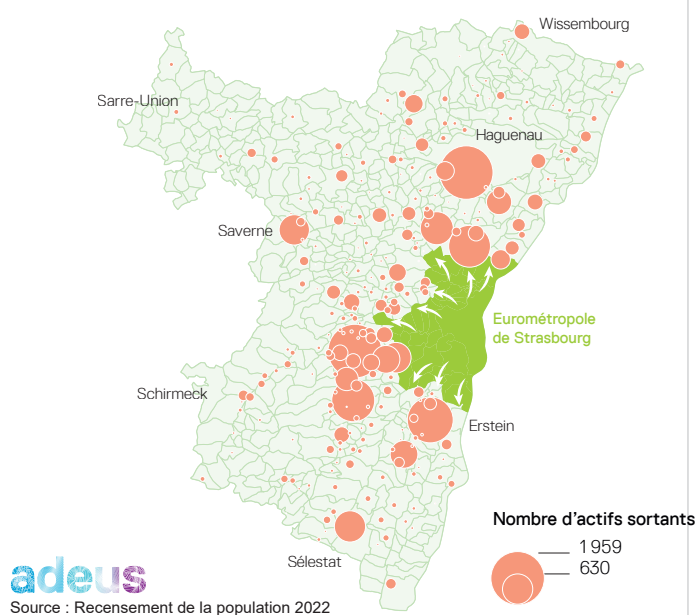 Wissembourg
Sarre-Union
Haguenau
Saverne
Eurométropole
de Strasbourg
Schirmeck
Erstein
Nombre d'actifs sortants
1 959
630
Sélestat
adeus
Source : Recensement de la population 2022